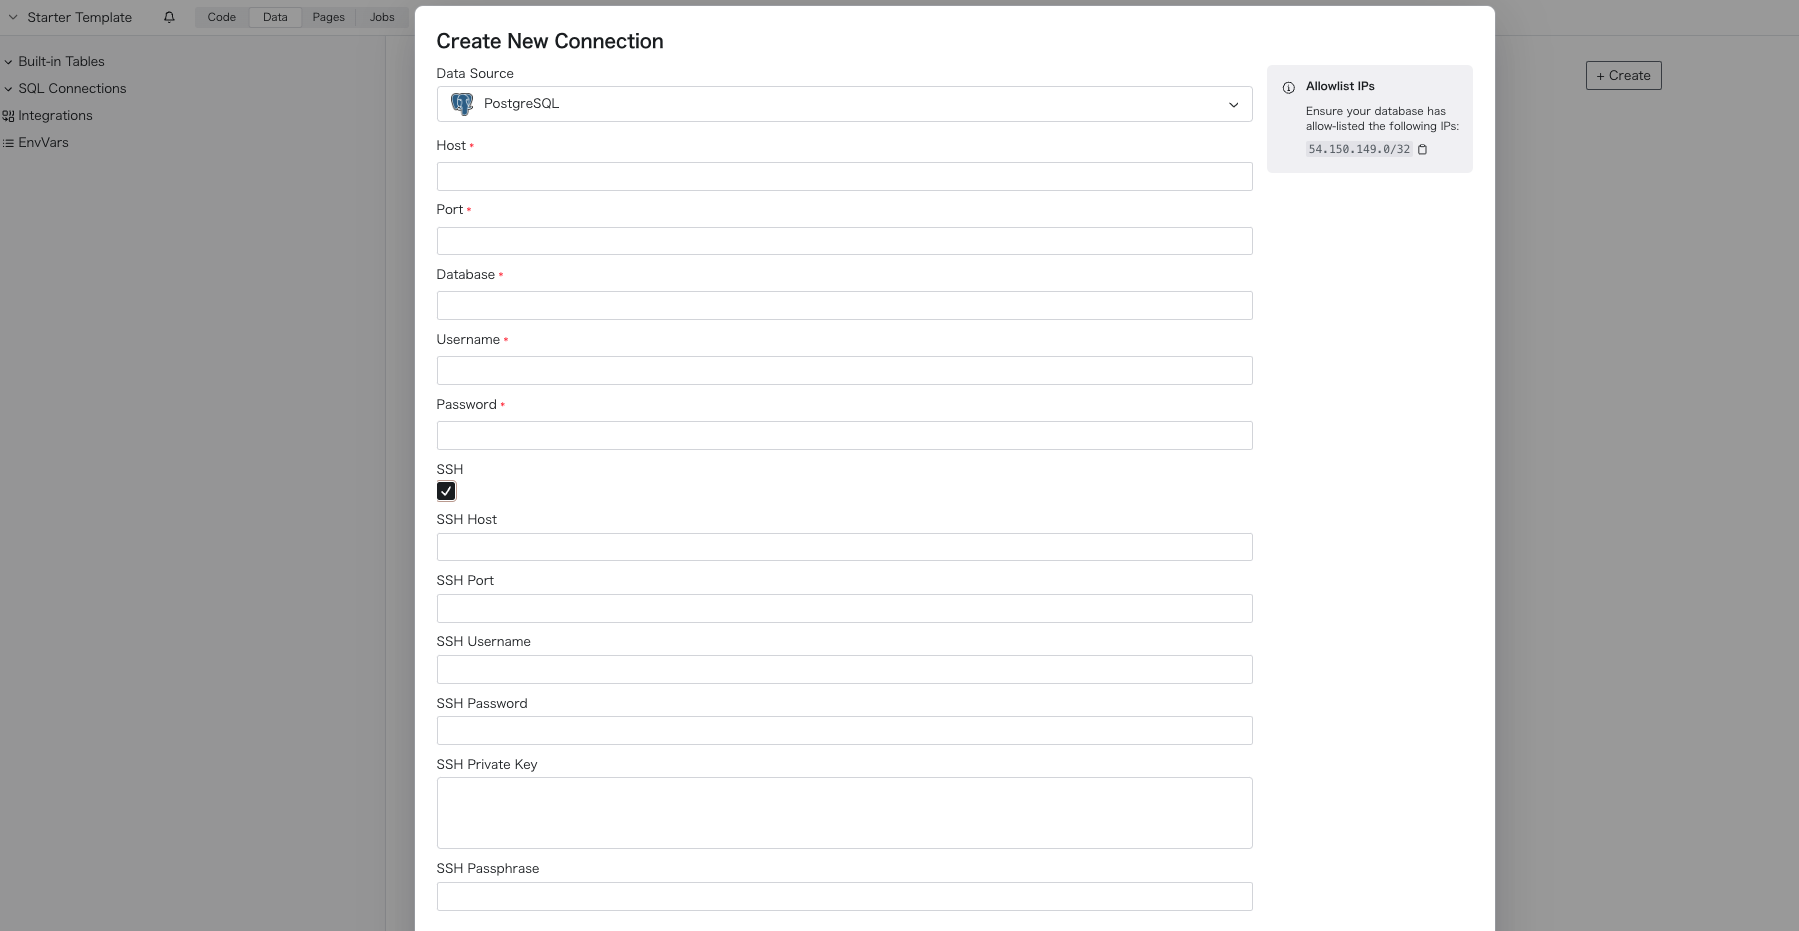 Starter Template
Code
Data
Pages
Jobs
Built-in Tables
SQL Connections
Integrations
EnvVars
Create New Connection
Data Source
PostgreSQL
Host *
Port *
Database *
Username *
Password *
SSH
SSH Host
SSH Port
SSH Username
SSH Password
SSH Private Key
SSH Passphrase
Allowlist IPs
Ensure your database has
allow-listed the following IPs:
54.150.149.0/32
+ Create